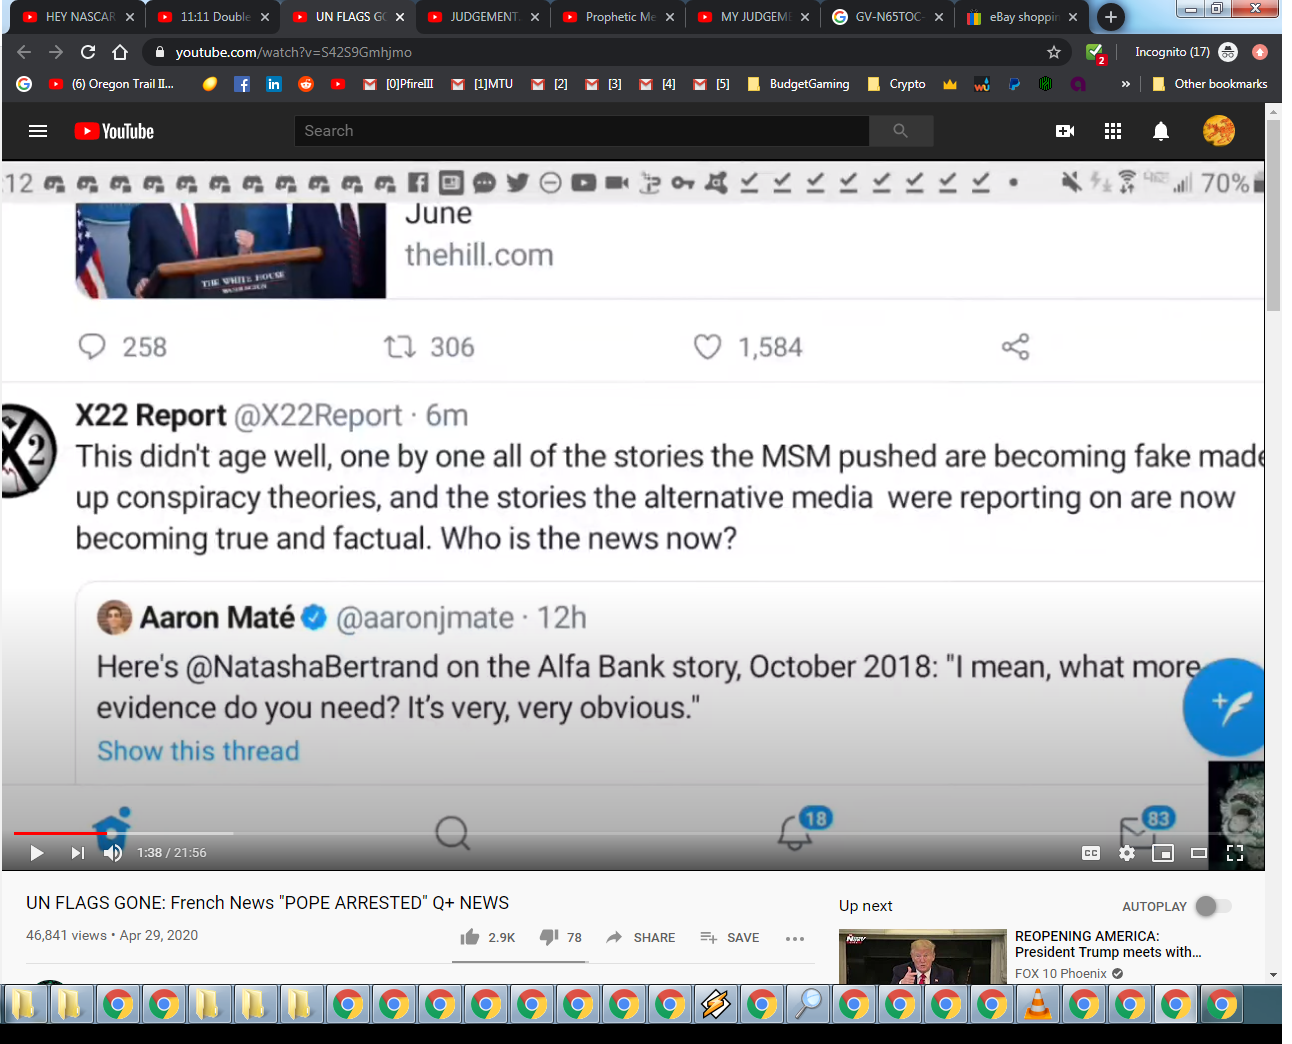 HEY NASCAR
11:11 Double
UN FLAGS GO
JUDGEMENT
Prophetic Me
MY JUDGEME
GV-N65TOC-
eBay shoppin
youtube.com/watch?v=S42S9Gmhjmo
2
Incognito (17)
(6) Oregon Trail II...
[0]PfireIII
[1]MTU
[2]
[3]
[4]
[5]
BudgetGaming
Crypto
»
Other bookmarks
YouTube
Search
:12
70%
THE WHITE HOUSE
WASHINGTON
June
thehill.com
258
306
1,584
X22 Report @X22Report · 6m
This didn't age well, one by one all of the stories the MSM pushed are becoming fake made
up conspiracy theories, and the stories the alternative media were reporting on are now
becoming true and factual. Who is the news now?
Aaron Maté @aaronjmate · 12h
Here's @NatashaBertrand on the Alfa Bank story, October 2018: "I mean, what more
evidence do you need? It's very, very obvious."
Show this thread
18
83
1:38 / 21:56
CC
UN FLAGS GONE: French News "POPE ARRESTED" Q+ NEWS
46,841 views • Apr 29, 2020
2.9K
78
SHARE
SAVE
Up next
AUTOPLAY
REOPENING AMERICA:
President Trump meets with...
FOX 10 Phoenix